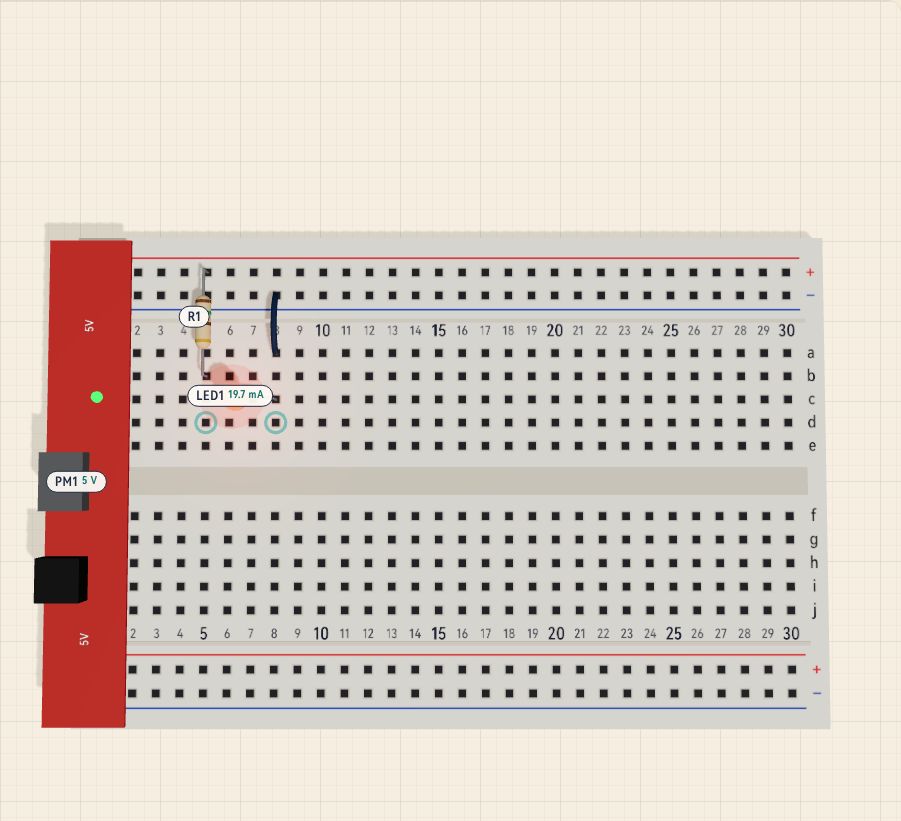 +
−
5V
R1
2 3 4 6 7 8 9 10 11 12 13 14 15 16 17 18 19 20 21 22 23 24 25 26 27 28 29 30
a
b
LED1 19.7 mA
c
d
e
PM1 5 V
f
g
h
i
j
5V
2 3 4 5 6 7 8 9 10 11 12 13 14 15 16 17 18 19 20 21 22 23 24 25 26 27 28 29 30
+
−